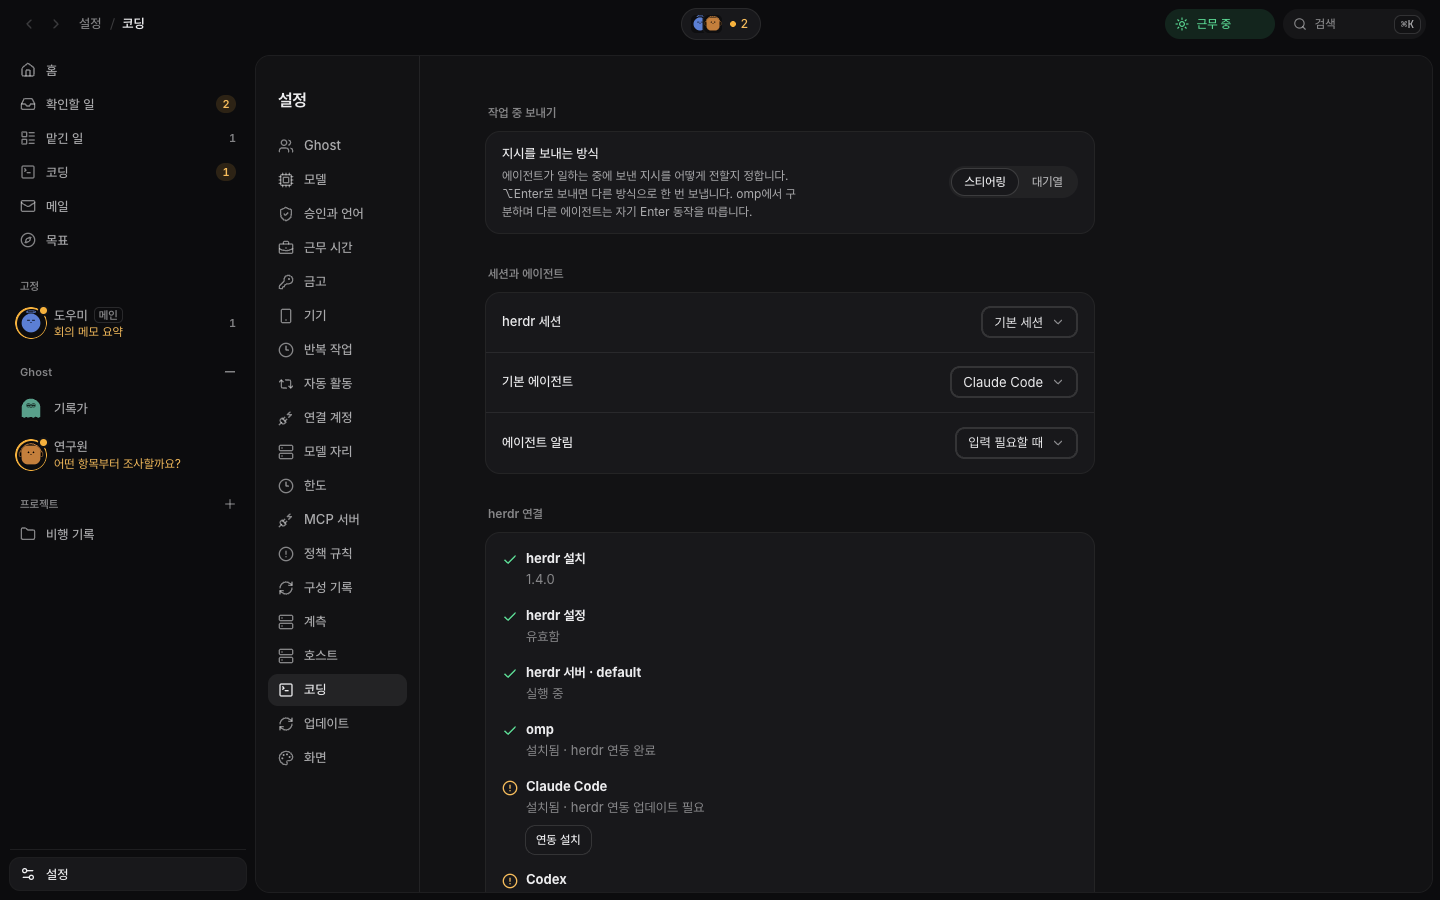 설정 / 코딩
2
근무 중
검색
⌘K
홈
확인할 일
2
맡긴 일
1
코딩
1
메일
목표
고정
도우미 메인
회의 메모 요약
1
Ghost
기록가
연구원
어떤 항목부터 조사할까요?
프로젝트
비행 기록
설정
설정
Ghost
모델
승인과 언어
근무 시간
금고
기기
반복 작업
자동 활동
연결 계정
모델 자리
한도
MCP 서버
정책 규칙
구성 기록
계측
호스트
코딩
업데이트
화면
작업 중 보내기
지시를 보내는 방식
에이전트가 일하는 중에 보낸 지시를 어떻게 전할지 정합니다.
⌥Enter로 보내면 다른 방식으로 한 번 보냅니다. omp에서 구
분하며 다른 에이전트는 자기 Enter 동작을 따릅니다.
스티어링
대기열
세션과 에이전트
herdr 세션
기본 세션
기본 에이전트
Claude Code
에이전트 알림
입력 필요할 때
herdr 연결
herdr 설치
1.4.0
herdr 설정
유효함
herdr 서버 · default
실행 중
omp
설치됨 · herdr 연동 완료
Claude Code
설치됨 · herdr 연동 업데이트 필요
연동 설치
Codex